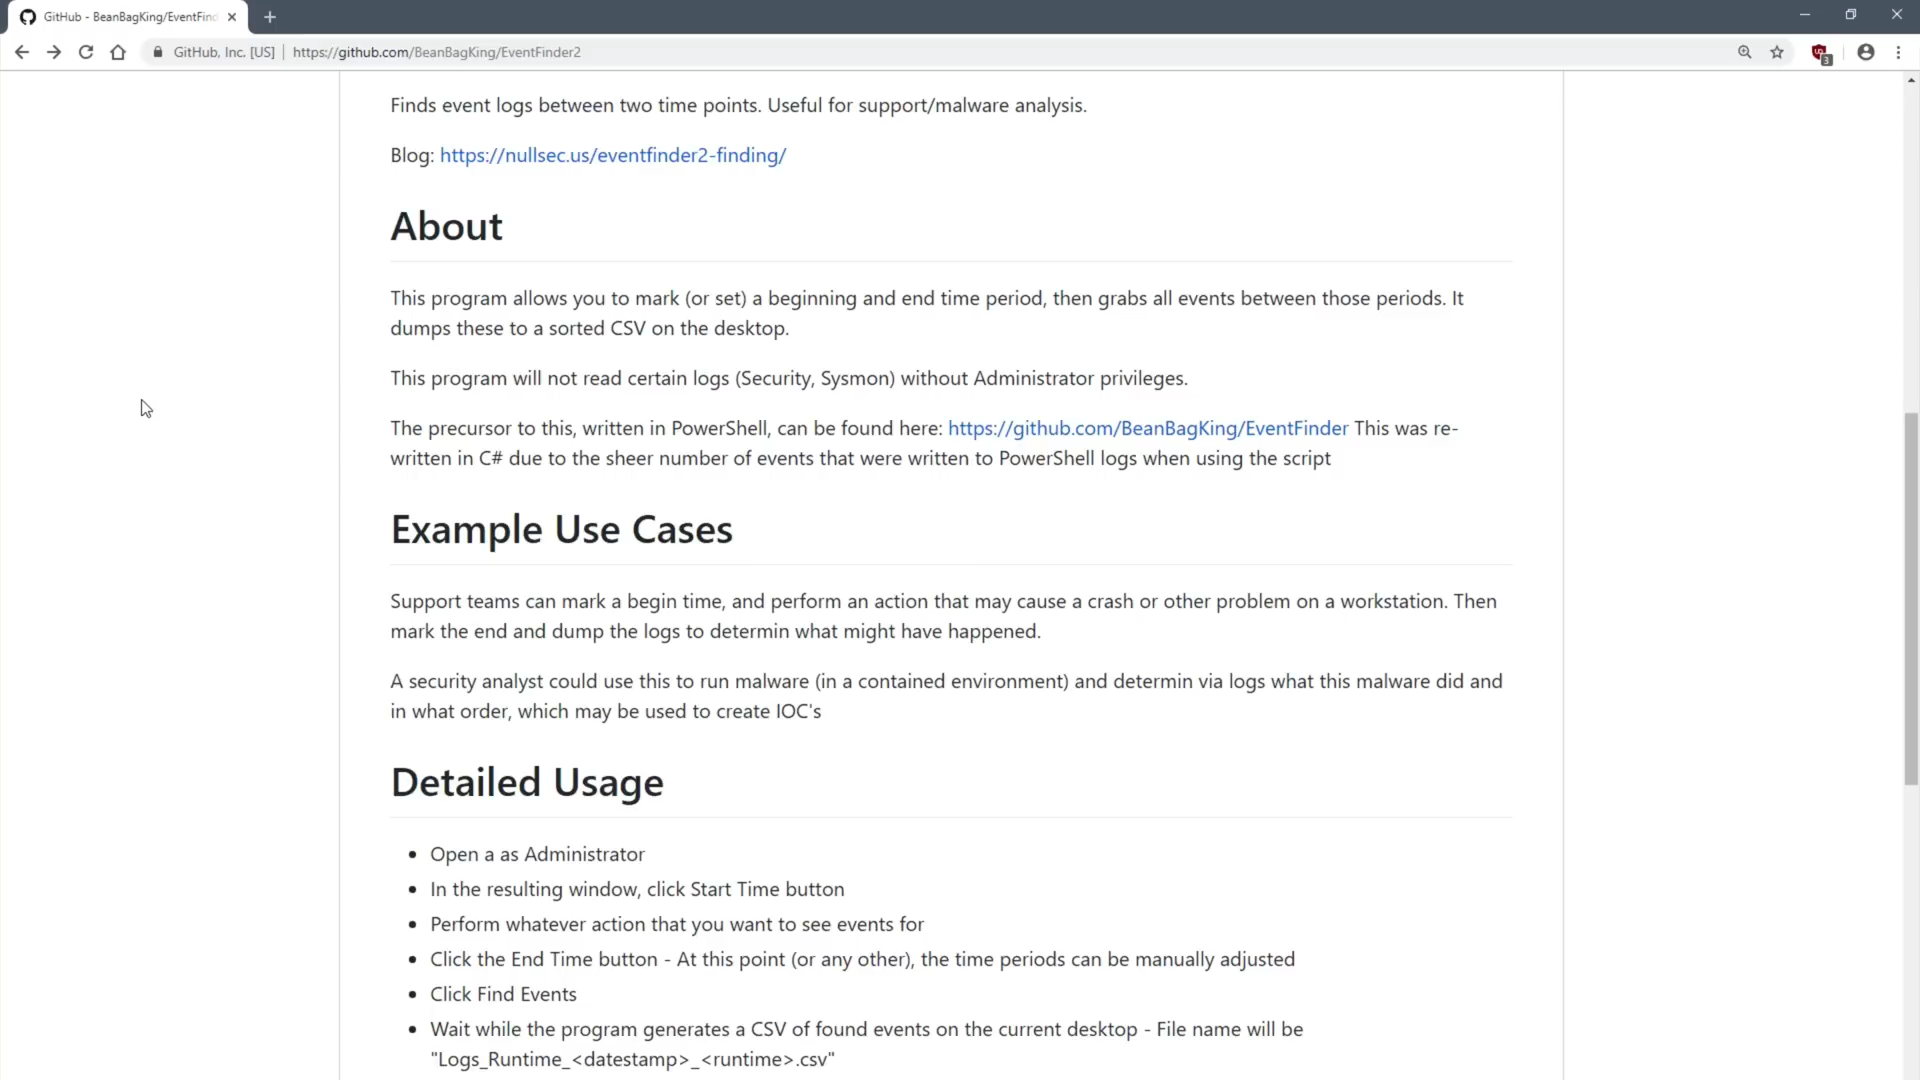 GitHub - BeanBagKing/EventFind
GitHub, Inc. [US] | https://github.com/BeanBagKing/EventFinder2
3
Finds event logs between two time points. Useful for support/malware analysis.
Blog: https://nullsec.us/eventfinder2-finding/
About
This program allows you to mark (or set) a beginning and end time period, then grabs all events between those periods. It
dumps these to a sorted CSV on the desktop.
This program will not read certain logs (Security, Sysmon) without Administrator privileges.
The precursor to this, written in PowerShell, can be found here: https://github.com/BeanBagKing/EventFinder This was re-
written in C# due to the sheer number of events that were written to PowerShell logs when using the script
Example Use Cases
Support teams can mark a begin time, and perform an action that may cause a crash or other problem on a workstation. Then
mark the end and dump the logs to determin what might have happened.
A security analyst could use this to run malware (in a contained environment) and determin via logs what this malware did and
in what order, which may be used to create IOC's
Detailed Usage
• Open a as Administrator
• In the resulting window, click Start Time button
• Perform whatever action that you want to see events for
• Click the End Time button - At this point (or any other), the time periods can be manually adjusted
• Click Find Events
• Wait while the program generates a CSV of found events on the current desktop - File name will be
"Logs_Runtime_<datestamp>_<runtime>.csv"